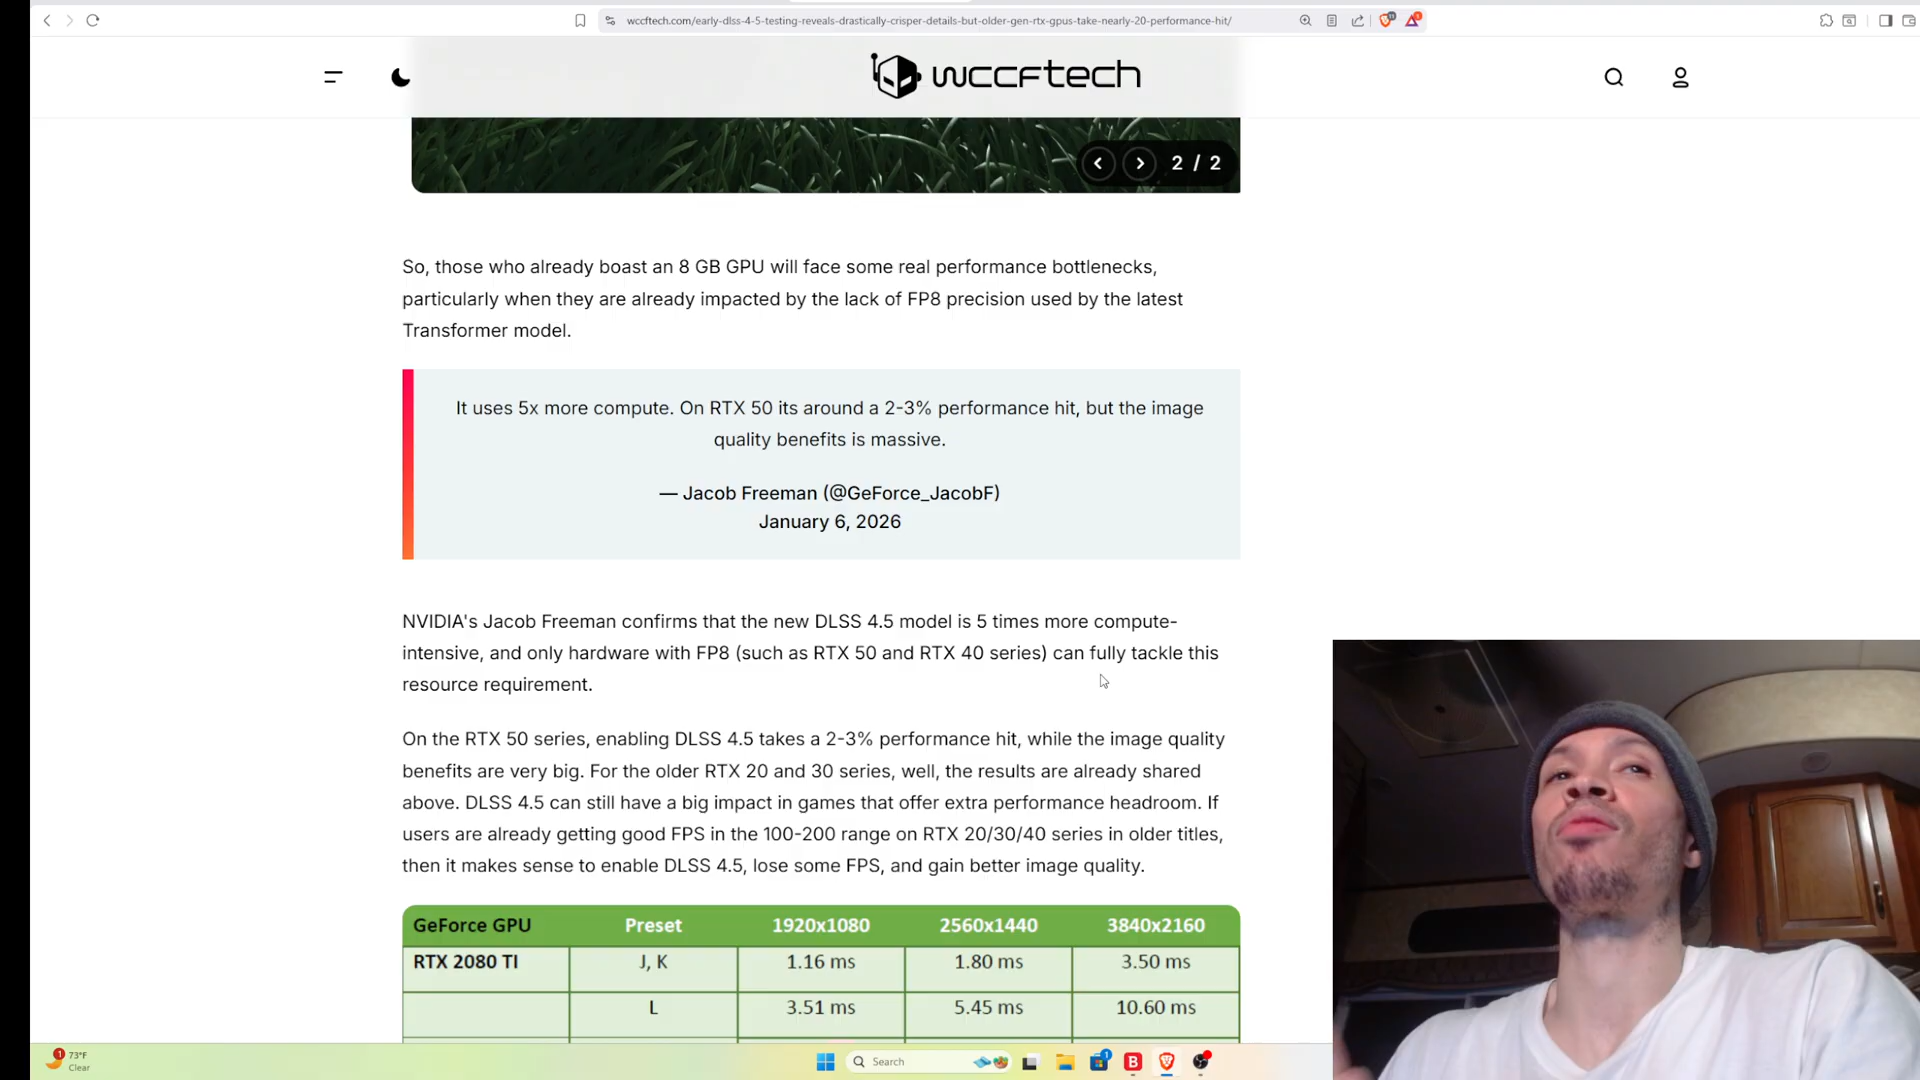 wccftech.com/early-dlss-4-5-testing-reveals-drastically-crisper-details-but-older-gen-rtx-gpus-take-nearly-20-performance-hit/
wccftech
2 / 2
So, those who already boast an 8 GB GPU will face some real performance bottlenecks,
particularly when they are already impacted by the lack of FP8 precision used by the latest
Transformer model.
It uses 5x more compute. On RTX 50 its around a 2-3% performance hit, but the image
quality benefits is massive.
— Jacob Freeman (@GeForce_JacobF)
January 6, 2026
NVIDIA's Jacob Freeman confirms that the new DLSS 4.5 model is 5 times more compute-
intensive, and only hardware with FP8 (such as RTX 50 and RTX 40 series) can fully tackle this
resource requirement.
On the RTX 50 series, enabling DLSS 4.5 takes a 2-3% performance hit, while the image quality
benefits are very big. For the older RTX 20 and 30 series, well, the results are already shared
above. DLSS 4.5 can still have a big impact in games that offer extra performance headroom. If
users are already getting good FPS in the 100-200 range on RTX 20/30/40 series in older titles,
then it makes sense to enable DLSS 4.5, lose some FPS, and gain better image quality.
GeForce GPU Preset 1920x1080 2560x1440 3840x2160
RTX 2080 TI J, K 1.16 ms 1.80 ms 3.50 ms
L 3.51 ms 5.45 ms 10.60 ms
1 73°F
Clear
Search
B